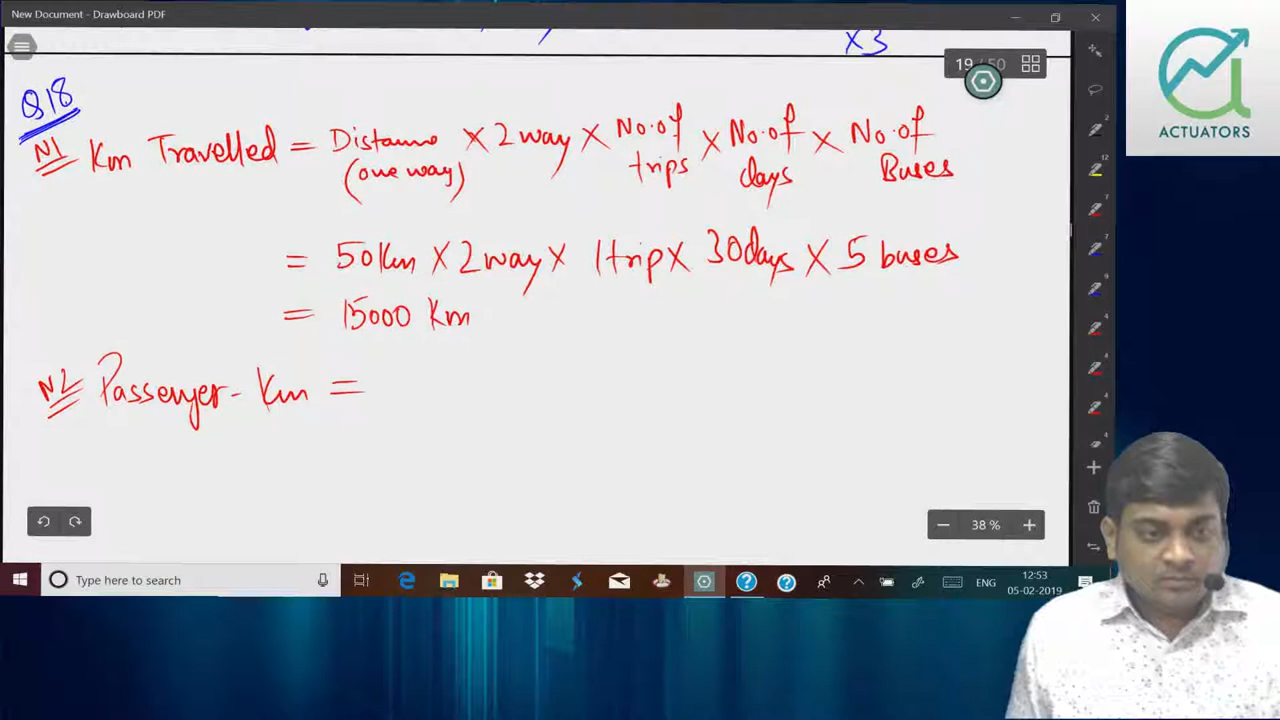 New Document - Drawboard PDF
X3
19 / 50
Q18
N1 Km Travelled = Distance (one way) X 2 way X No. of trips X No. of days X No. of Buses
= 50Km X 2 way X 1 trip X 30 days X 5 buses
= 15000 Km
N2 Passenger - Km =
38 %
Type here to search
ENG
12:53
05-02-2019
ACTUATORS